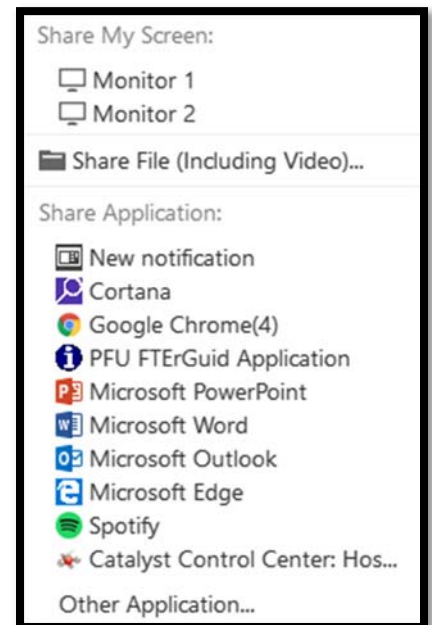 Share My Screen:
Monitor 1
Monitor 2
Share File (Including Video)...
Share Application:
New notification
Cortana
Google Chrome(4)
PFU FTErGuid Application
Microsoft PowerPoint
Microsoft Word
Microsoft Outlook
Microsoft Edge
Spotify
Catalyst Control Center: Hos...
Other Application...